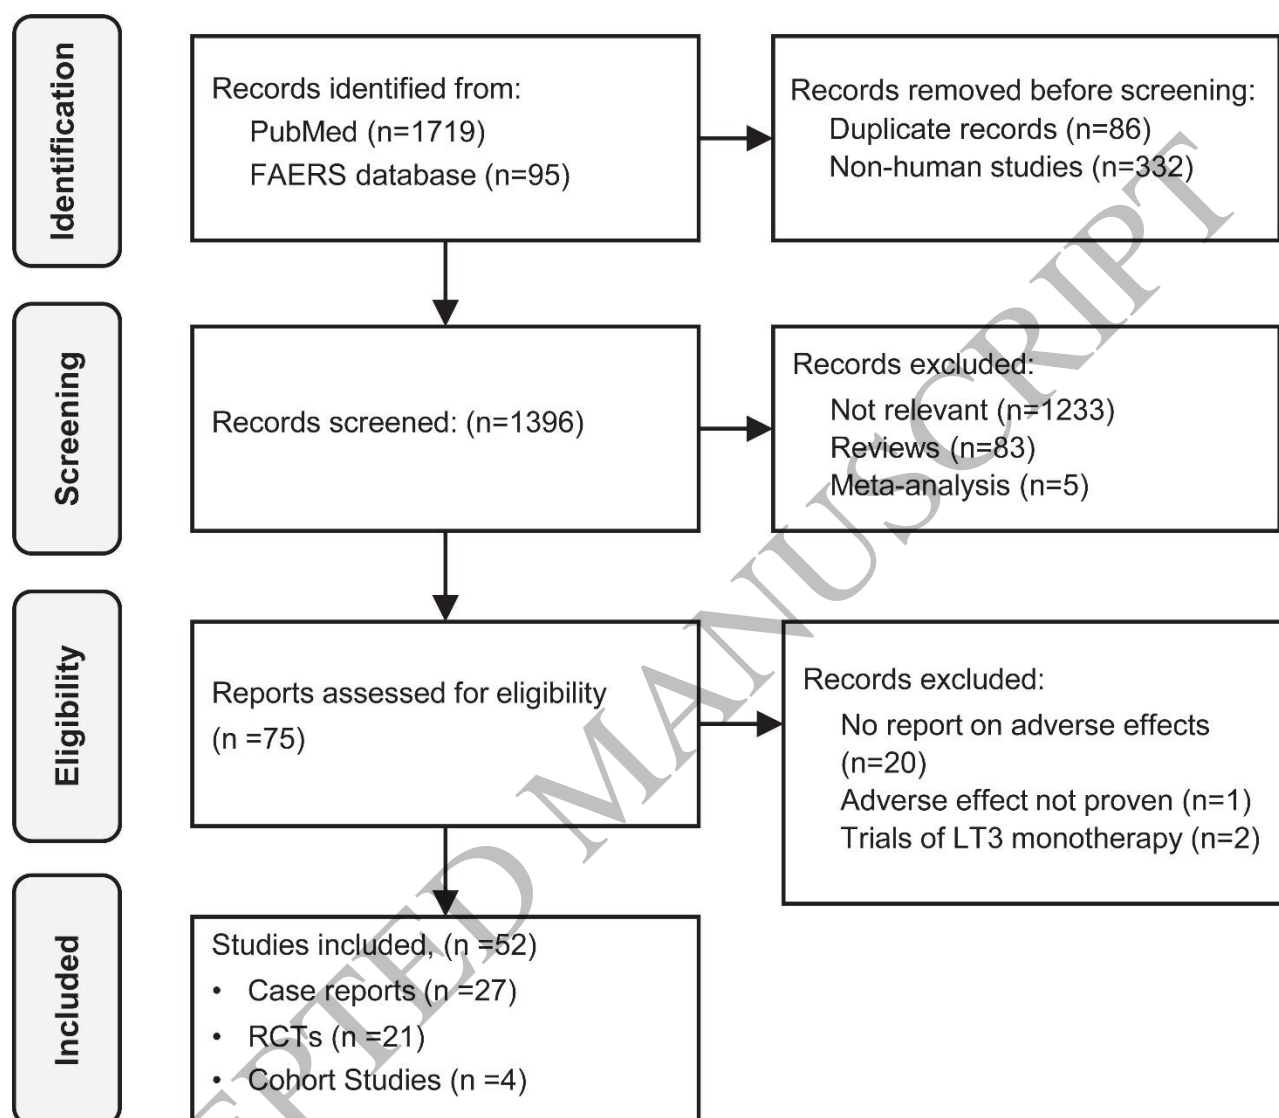 Identification
Records identified from:
PubMed (n=1719)
FAERS database (n=95)
Records removed before screening:
Duplicate records (n=86)
Non-human studies (n=332)
Screening
Records screened: (n=1396)
Records excluded:
Not relevant (n=1233)
Reviews (n=83)
Meta-analysis (n=5)
Eligibility
Reports assessed for eligibility
(n =75)
Records excluded:
No report on adverse effects
(n=20)
Adverse effect not proven (n=1)
Trials of LT3 monotherapy (n=2)
Included
Studies included, (n =52)
• Case reports (n =27)
• RCTs (n =21)
• Cohort Studies (n =4)
PTED MANUSCRIPT